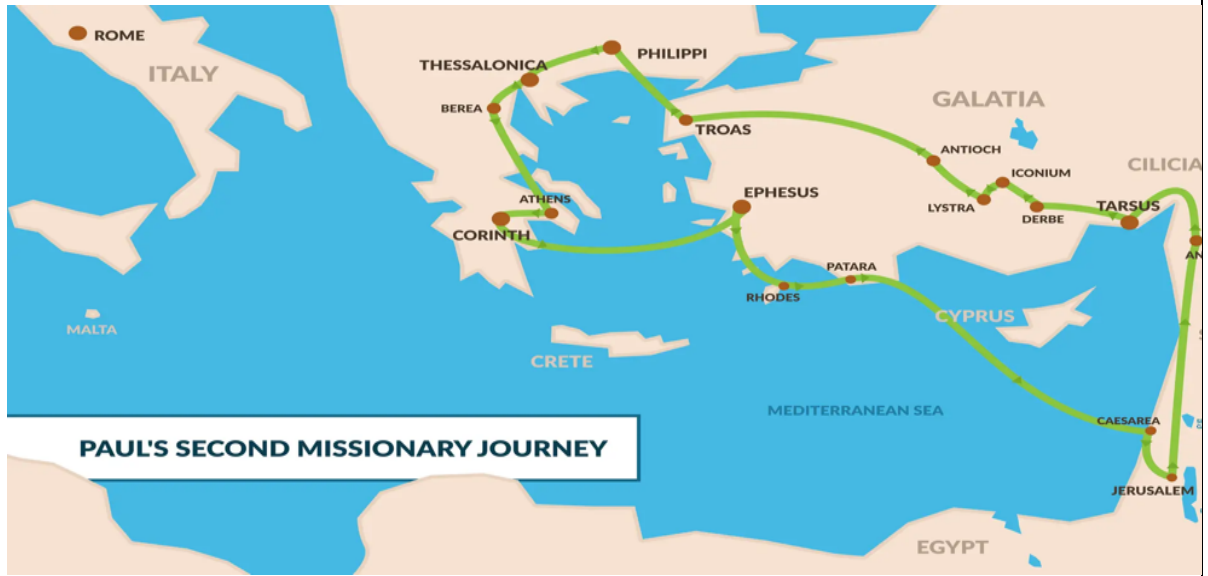 ROME
ITALY
PHILIPPI
THESSALONICA
BEREA
TROAS
GALATIA
ANTIOCH
ICONIUM
CILICIA
EPHESUS
ATHENS
LYSTRA
DERBE
TARSUS
CORINTH
AN
PATARA
RHODES
CYPRUS
MALTA
CRETE
MEDITERRANEAN SEA
CAESAREA
PAUL'S SECOND MISSIONARY JOURNEY
JERUSALEM
EGYPT